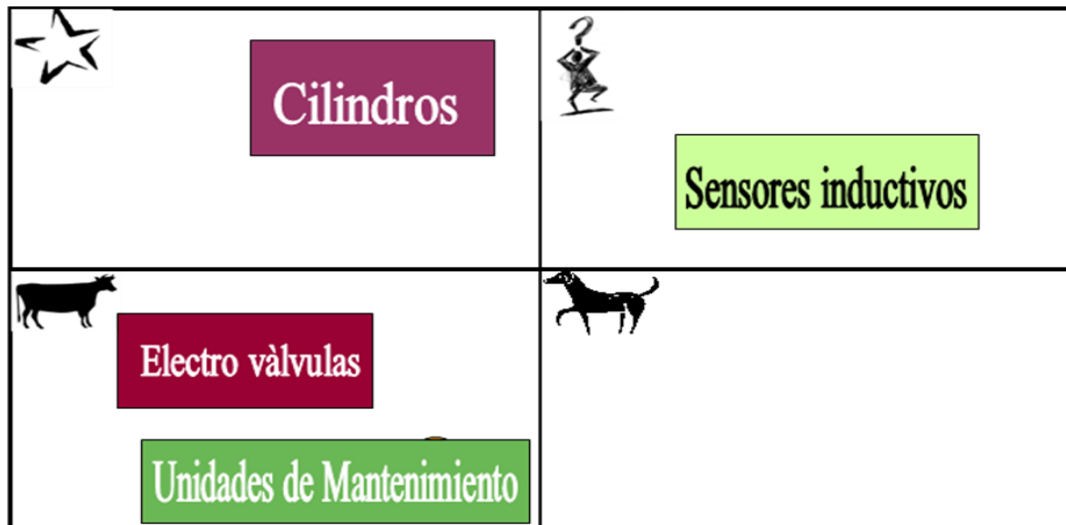 Cilindros
Sensores inductivos
Electro vàlvulas
Unidades de Mantenimiento